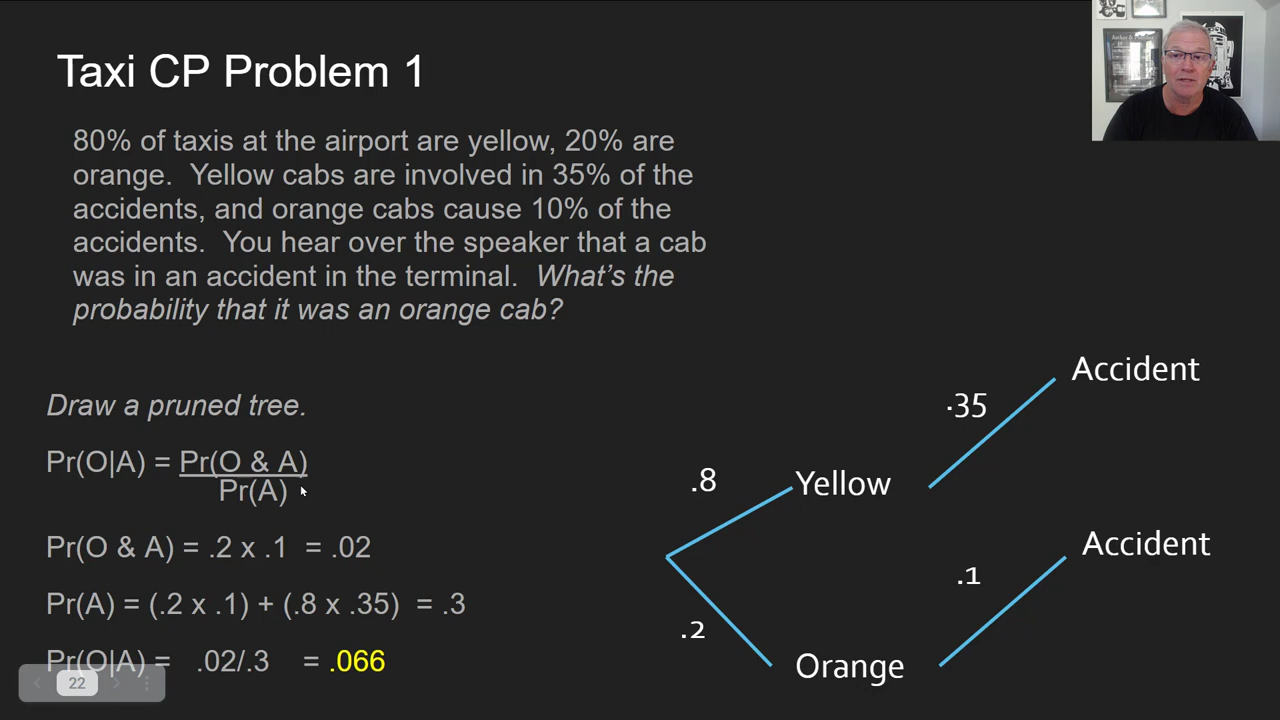 Taxi CP Problem 1
80% of taxis at the airport are yellow, 20% are
orange.  Yellow cabs are involved in 35% of the
accidents, and orange cabs cause 10% of the
accidents.  You hear over the speaker that a cab
was in an accident in the terminal.  What's the
probability that it was an orange cab?
Draw a pruned tree.
Pr(O|A) = Pr(O & A)
Pr(A)
Pr(O & A) = .2 x .1  = .02
Pr(A) = (.2 x .1) + (.8 x .35)  = .3
Pr(O|A) =   .02/.3    = .066
22
Accident
.35
.8
Yellow
Accident
.1
.2
Orange